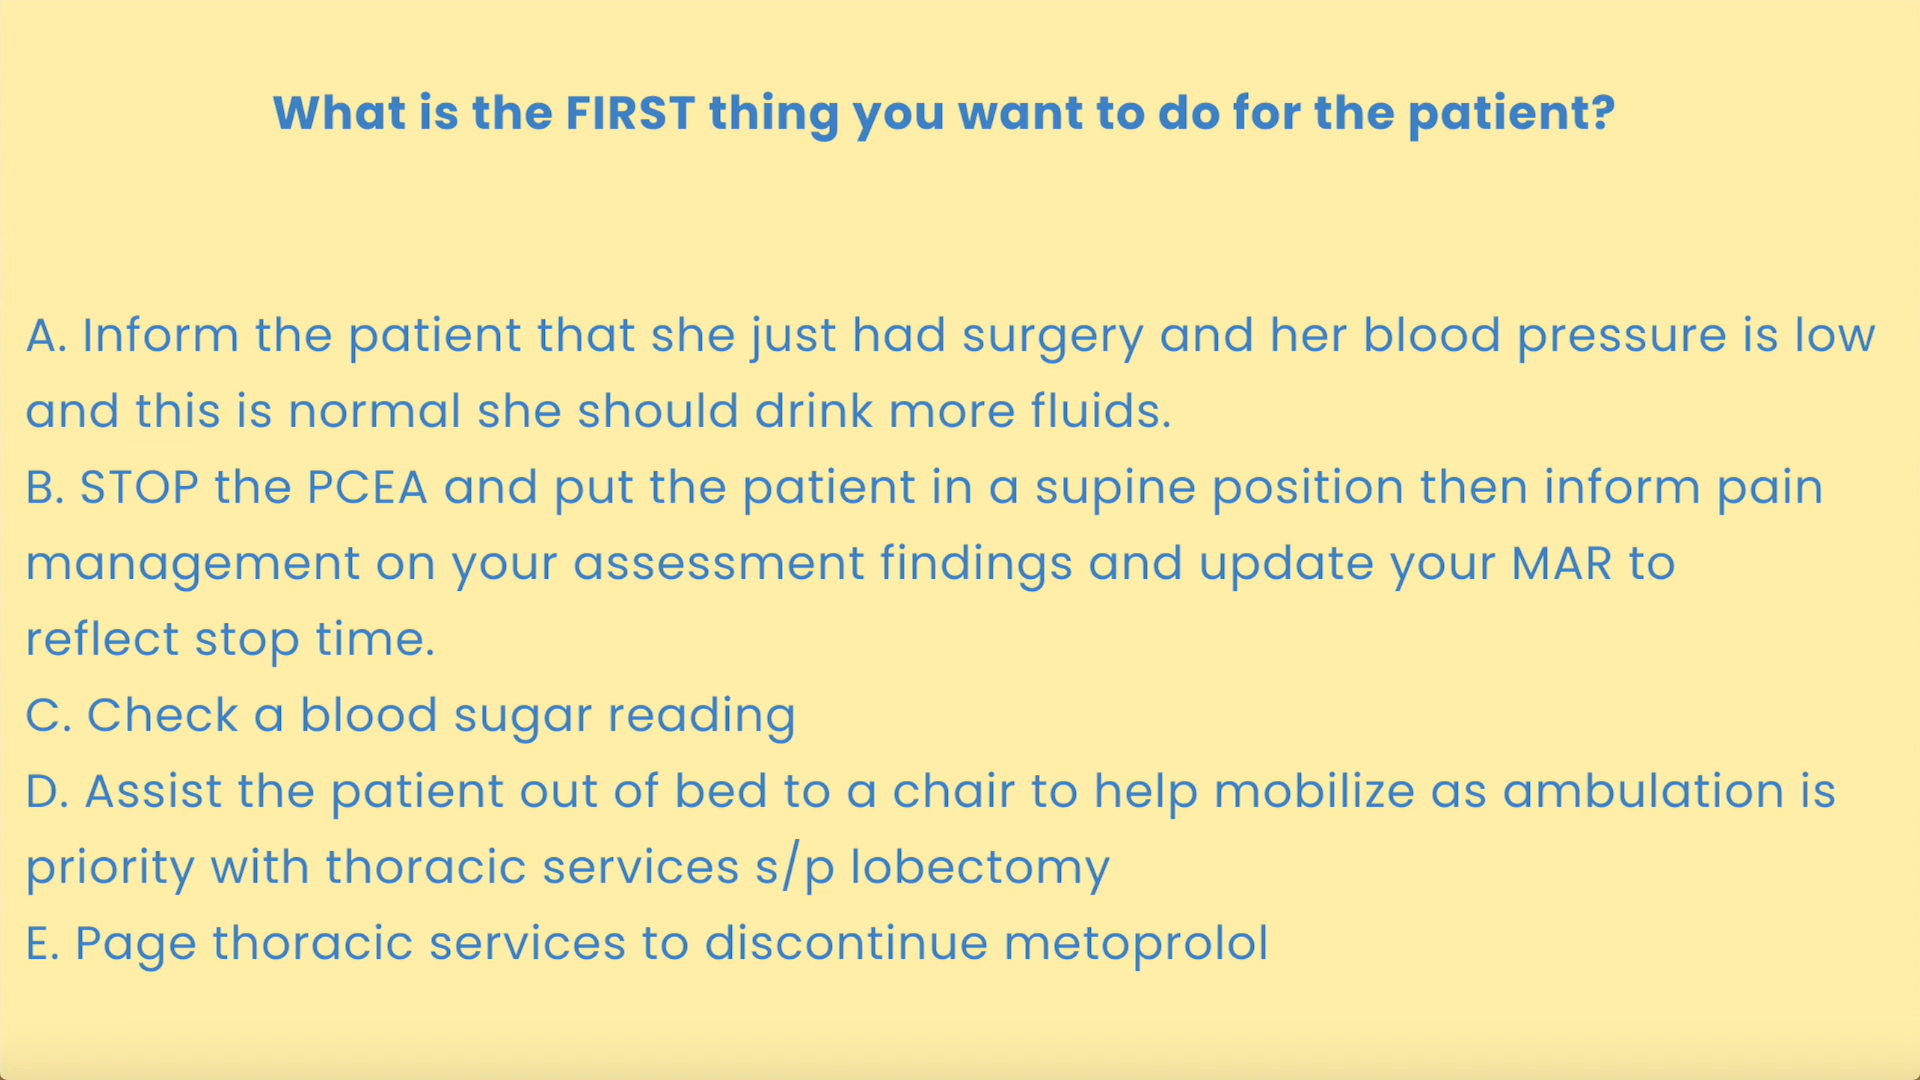 What is the FIRST thing you want to do for the patient?
A. Inform the patient that she just had surgery and her blood pressure is low
and this is normal she should drink more fluids.
B. STOP the PCEA and put the patient in a supine position then inform pain
management on your assessment findings and update your MAR to
reflect stop time.
C. Check a blood sugar reading
D. Assist the patient out of bed to a chair to help mobilize as ambulation is
priority with thoracic services s/p lobectomy
E. Page thoracic services to discontinue metoprolol